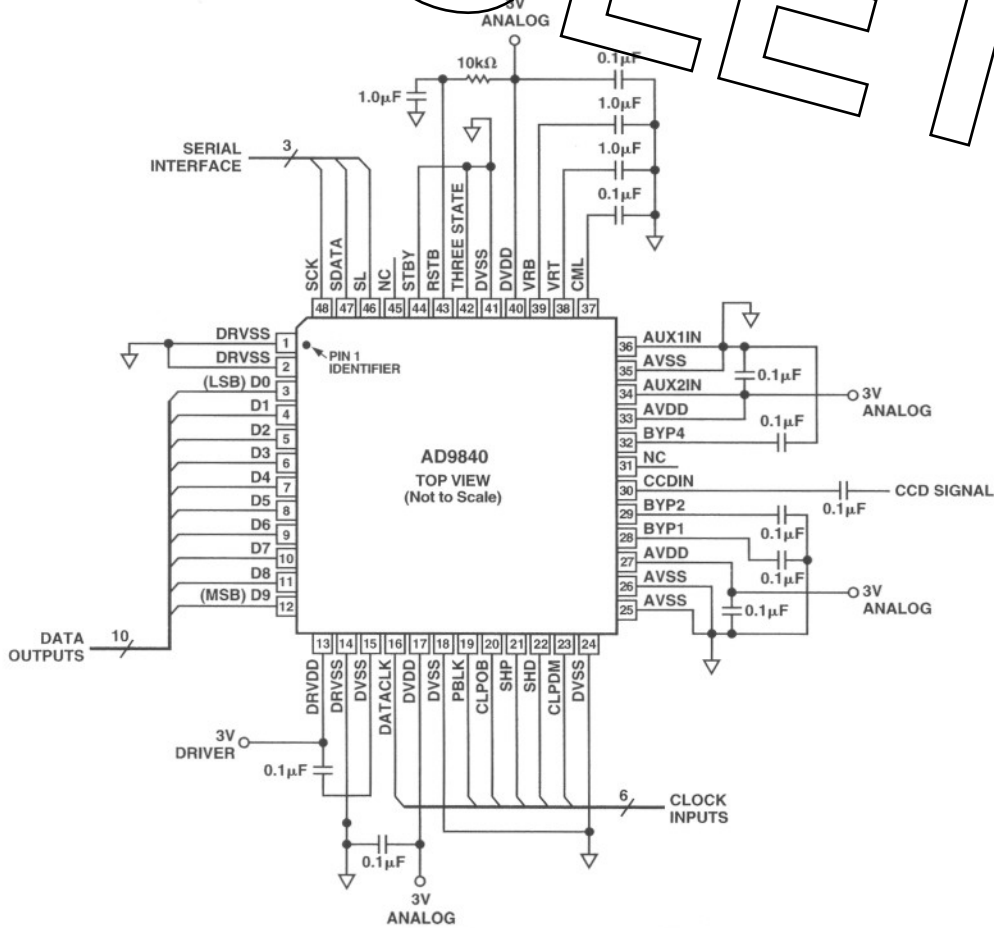 3V
ANALOG
10kΩ
0.1μF
1.0μF
1.0μF
1.0μF
0.1μF
SERIAL
INTERFACE
3
SCK
SDATA
SL
NC
STBY
RSTB
THREE STATE
DVSS
DVDD
VRB
VRT
CML
48 47 46 45 44 43 42 41 40 39 38 37
DRVSS 1
DRVSS 2
(LSB) D0 3
D1 4
D2 5
D3 6
D4 7
D5 8
D6 9
D7 10
D8 11
(MSB) D9 12
PIN 1
IDENTIFIER
AD9840
TOP VIEW
(Not to Scale)
36 AUX1IN
35 AVSS
34 AUX2IN
33 AVDD
32 BYP4
31 NC
30 CCDIN
29 BYP2
28 BYP1
27 AVDD
26 AVSS
25 AVSS
0.1μF
3V
ANALOG
0.1μF
CCD SIGNAL
0.1μF
0.1μF
0.1μF
3V
ANALOG
0.1μF
DATA
OUTPUTS
10
13 14 15 16 17 18 19 20 21 22 23 24
DRVDD
DRVSS
DVSS
DATACLK
DVDD
DVSS
PBLK
CLPOB
SHP
SHD
CLPDM
DVSS
3V
DRIVER
0.1μF
6
CLOCK
INPUTS
0.1μF
3V
ANALOG
LET